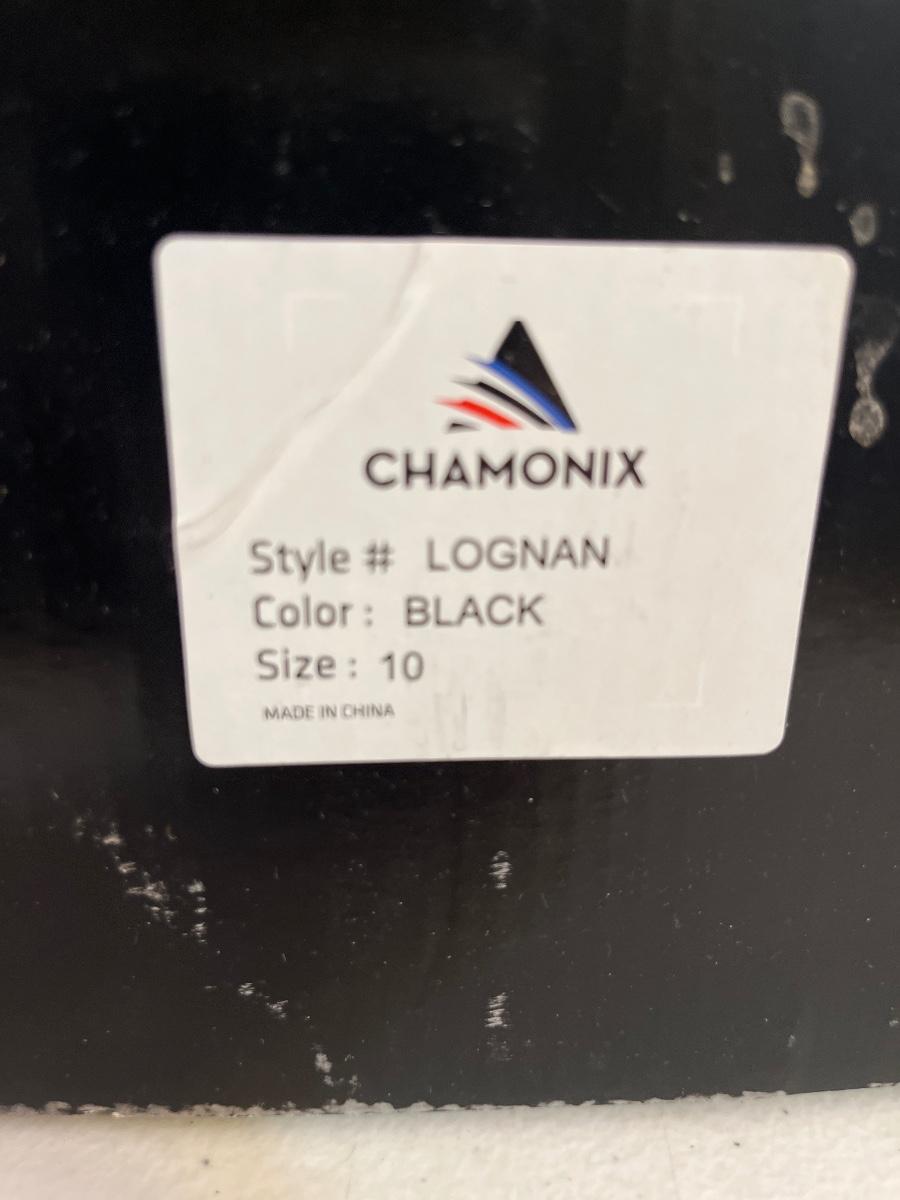 CHAMONIX
Style # LOGNAN
Color : BLACK
Size : 10
MADE IN CHINA